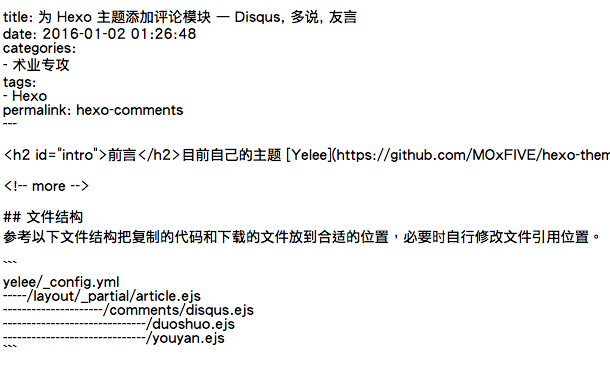 title: 为 Hexo 主题添加评论模块 — Disqus, 多说, 友言
date: 2016-01-02 01:26:48
categories:
- 术业专攻
tags:
- Hexo
permalink: hexo-comments
---
<h2 id="intro">前言</h2>目前自己的主题 [Yelee](https://github.com/MOxFIVE/hexo-them
<!-- more -->
## 文件结构
参考以下文件结构把复制的代码和下载的文件放到合适的位置，必要时自行修改文件引用位置。
```
yelee/_config.yml
-----/layout/_partial/article.ejs
---------------------/comments/disqus.ejs
------------------------------/duoshuo.ejs
------------------------------/youyan.ejs
```